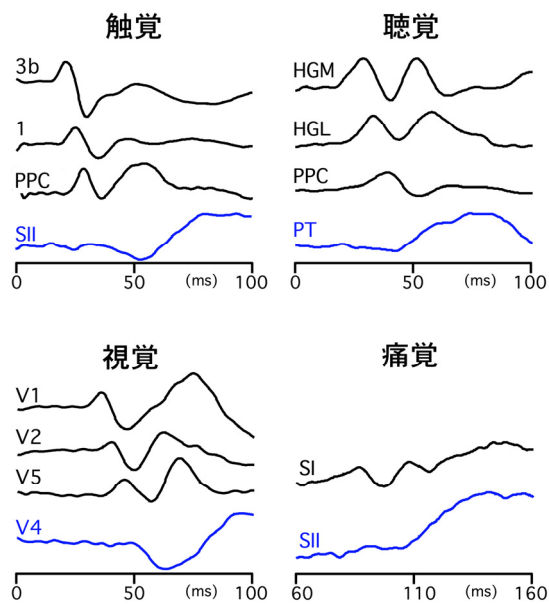 触覚
3b
1
PPC
SII
0 50 (ms) 100
聴覚
HGM
HGL
PPC
PT
0 50 (ms) 100
視覚
V1
V2
V5
V4
0 50 (ms) 100
痛覚
SI
SII
60 110 (ms) 160